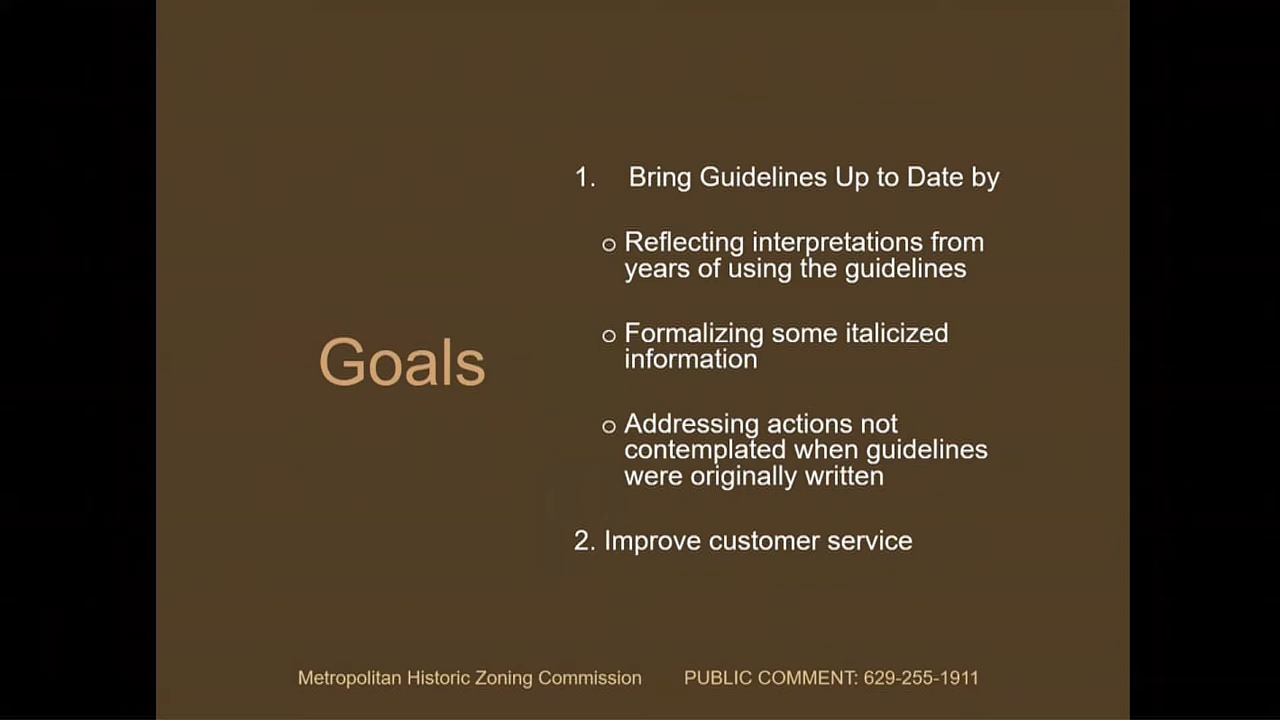 Goals
1. Bring Guidelines Up to Date by
o Reflecting interpretations from
years of using the guidelines
o Formalizing some italicized
information
o Addressing actions not
contemplated when guidelines
were originally written
2. Improve customer service
Metropolitan Historic Zoning Commission PUBLIC COMMENT: 629-255-1911